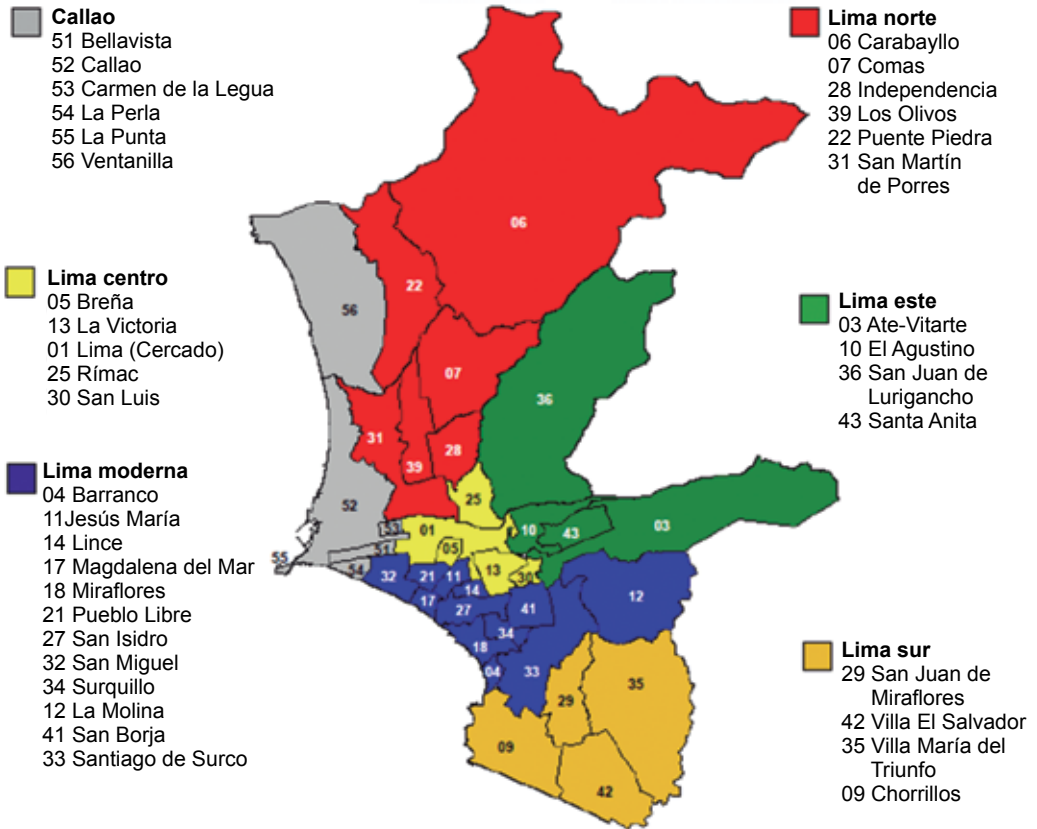 Callao
51 Bellavista
52 Callao
53 Carmen de la Legua
54 La Perla
55 La Punta
56 Ventanilla
Lima norte
06 Carabayllo
07 Comas
28 Independencia
39 Los Olivos
22 Puente Piedra
31 San Martín
de Porres
Lima centro
05 Breña
13 La Victoria
01 Lima (Cercado)
25 Rímac
30 San Luis
Lima este
03 Ate-Vitarte
10 El Agustino
36 San Juan de
Lurigancho
43 Santa Anita
Lima moderna
04 Barranco
11Jesús María
14 Lince
17 Magdalena del Mar
18 Miraflores
21 Pueblo Libre
27 San Isidro
32 San Miguel
34 Surquillo
12 La Molina
41 San Borja
33 Santiago de Surco
Lima sur
29 San Juan de
Miraflores
42 Villa El Salvador
35 Villa María del
Triunfo
09 Chorrillos
06
22
56
07
36
31
28
39
25
52
53
01
10
43
03
51
05
55
54
32
21
11
13
30
14
12
17
27
41
34
18
04
33
29
35
09
42